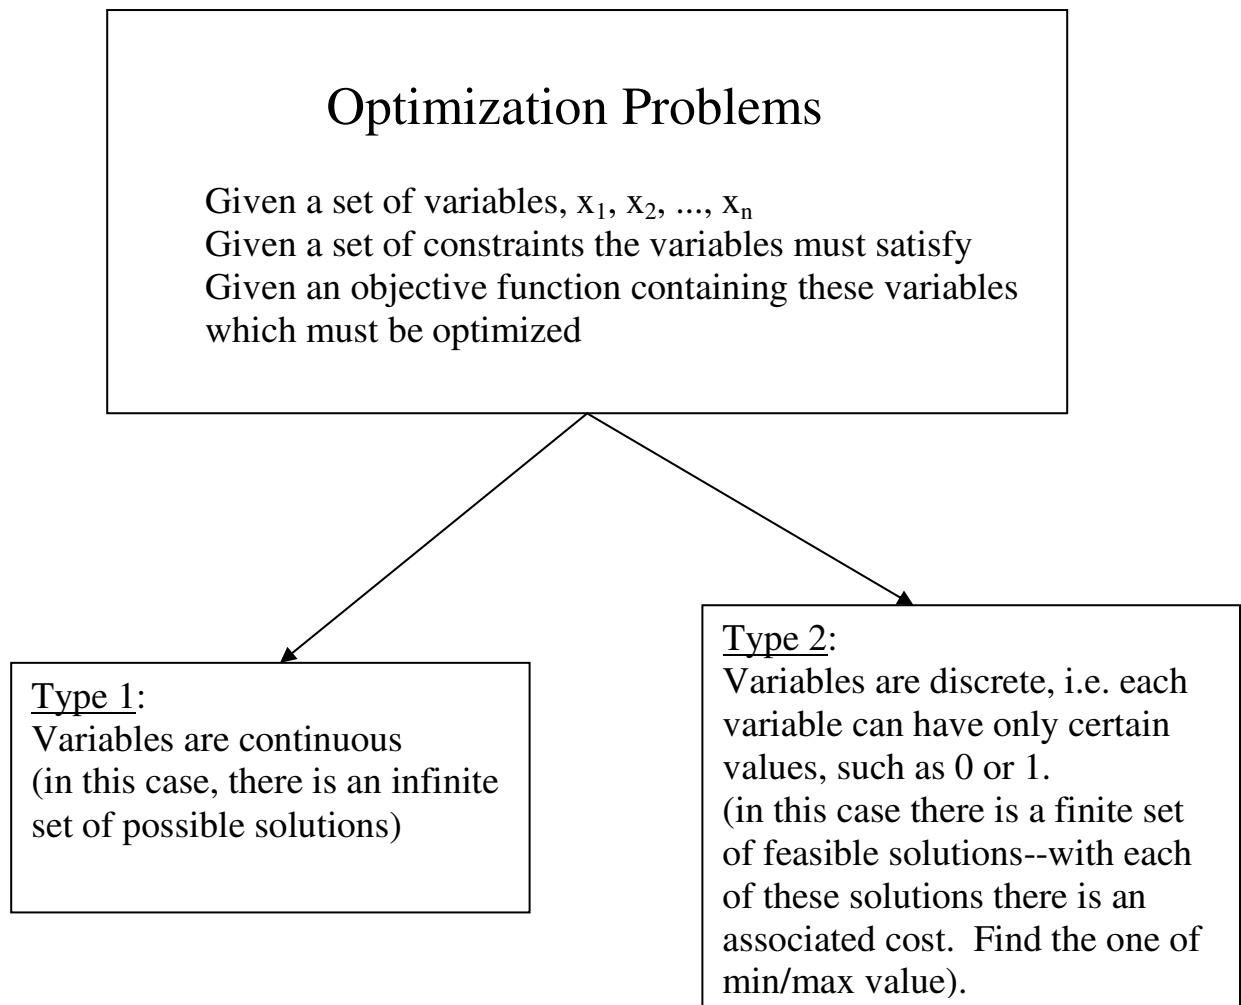 Optimization Problems
Given a set of variables, x₁, x₂, ..., xₙ
Given a set of constraints the variables must satisfy
Given an objective function containing these variables
which must be optimized
Type 1:
Variables are continuous
(in this case, there is an infinite
set of possible solutions)
Type 2:
Variables are discrete, i.e. each
variable can have only certain
values, such as 0 or 1.
(in this case there is a finite set
of feasible solutions--with each
of these solutions there is an
associated cost.  Find the one of
min/max value).